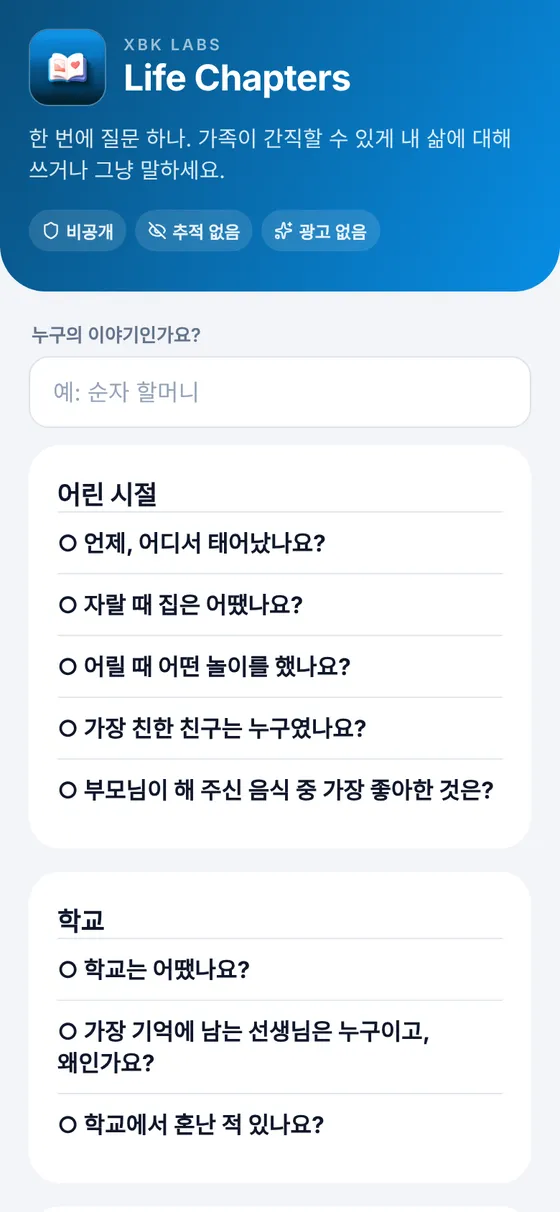 XBK LABS
Life Chapters
한 번에 질문 하나. 가족이 간직할 수 있게 내 삶에 대해
쓰거나 그냥 말하세요.
비공개 추적 없음 광고 없음
누구의 이야기인가요?
예: 순자 할머니
어린 시절
언제, 어디서 태어났나요?
자랄 때 집은 어땠나요?
어릴 때 어떤 놀이를 했나요?
가장 친한 친구는 누구였나요?
부모님이 해 주신 음식 중 가장 좋아한 것은?
학교
학교는 어땠나요?
가장 기억에 남는 선생님은 누구이고,
왜인가요?
학교에서 혼난 적 있나요?